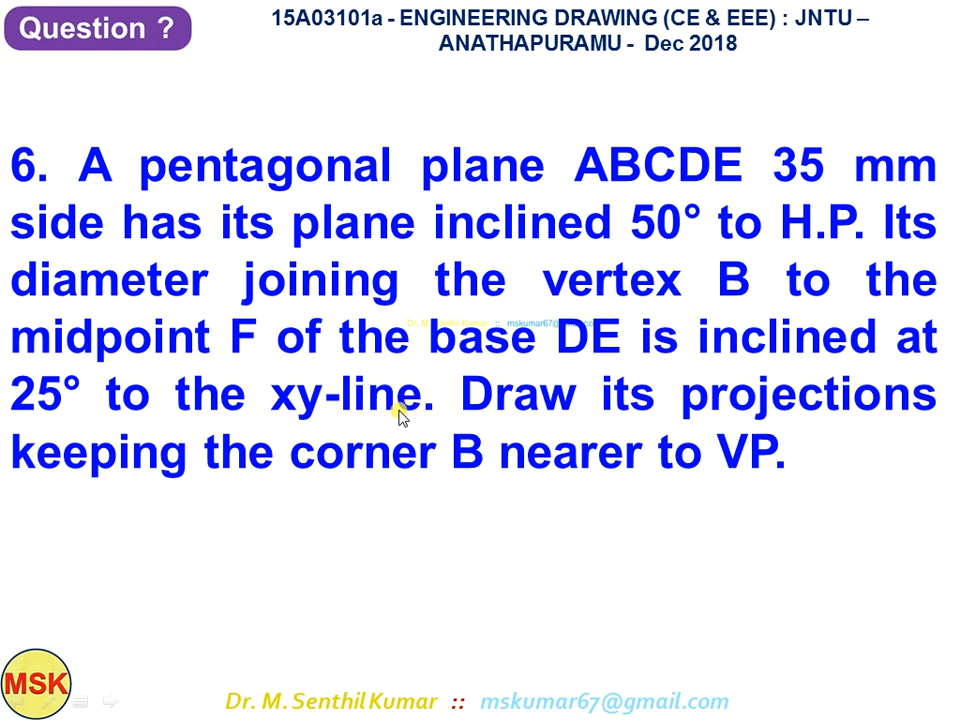 Question ?
15A03101a - ENGINEERING DRAWING (CE & EEE) : JNTU –
ANATHAPURAMU - Dec 2018
6. A pentagonal plane ABCDE 35 mm
side has its plane inclined 50° to H.P. Its
diameter joining the vertex B to the
midpoint F of the base DE is inclined at
25° to the xy-line. Draw its projections
keeping the corner B nearer to VP.
MSK
Dr. M. Senthil Kumar :: mskumar67@gmail.com